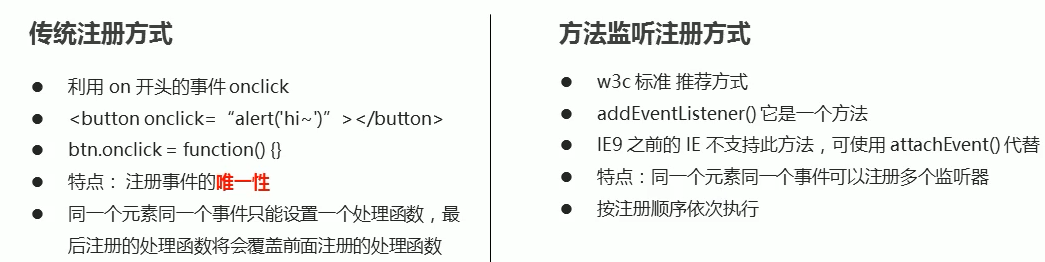 传统注册方式
● 利用 on 开头的事件 onclick
● <button onclick= “alert('hi~')” ></button>
● btn.onclick = function() {}
● 特点： 注册事件的唯一性
● 同一个元素同一个事件只能设置一个处理函数，最
后注册的处理函数将会覆盖前面注册的处理函数
方法监听注册方式
● w3c 标准 推荐方式
● addEventListener() 它是一个方法
● IE9 之前的 IE 不支持此方法，可使用 attachEvent() 代替
● 特点：同一个元素同一个事件可以注册多个监听器
● 按注册顺序依次执行